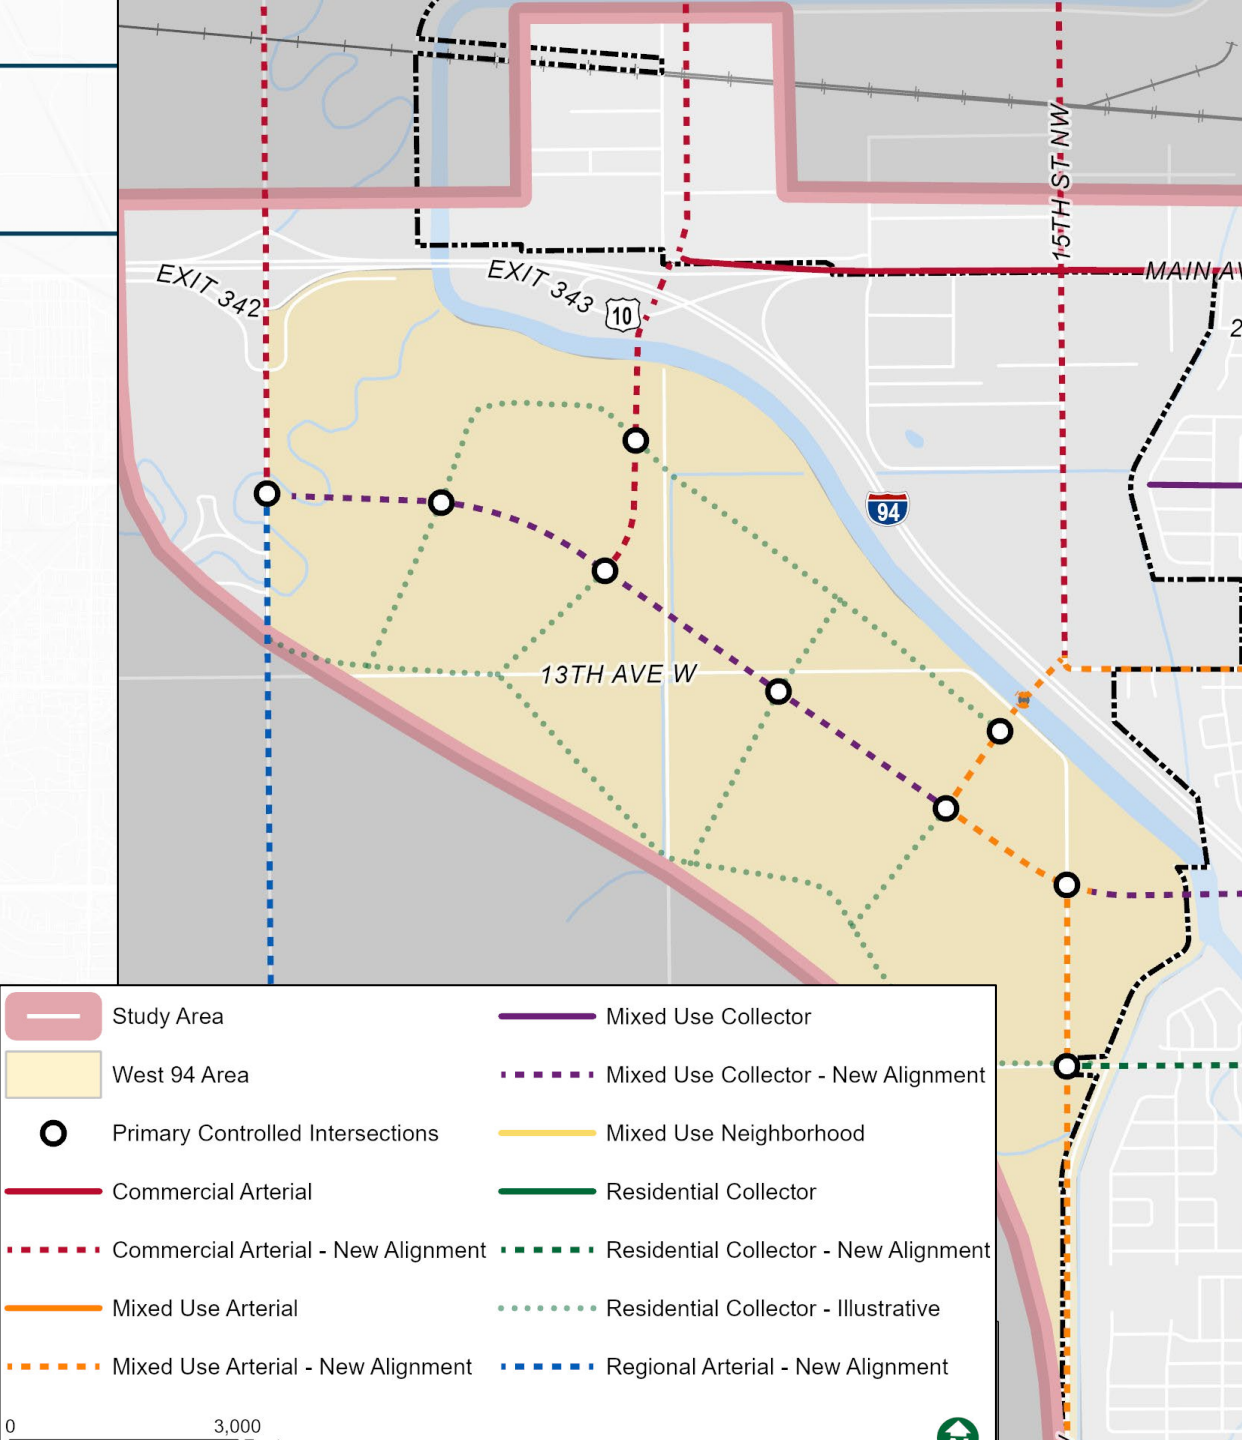 15TH ST NW
EXIT 342
EXIT 343
10
MAIN AV
2
94
13TH AVE W
Study Area
West 94 Area
Primary Controlled Intersections
Commercial Arterial
Commercial Arterial - New Alignment
Mixed Use Arterial
Mixed Use Arterial - New Alignment
Mixed Use Collector
Mixed Use Collector - New Alignment
Mixed Use Neighborhood
Residential Collector
Residential Collector - New Alignment
Residential Collector - Illustrative
Regional Arterial - New Alignment
0 3,000